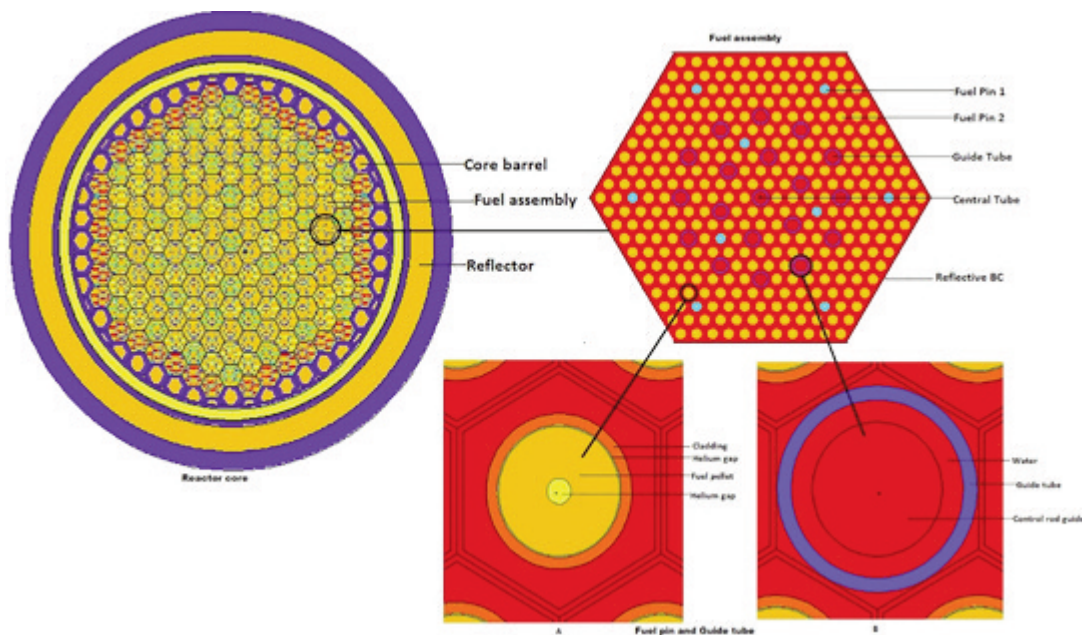 Fuel assembly
Fuel Pin 1
Fuel Pin 2
Guide Tube
Central Tube
Reflective BC
Core barrel
Fuel assembly
Reflector
Reactor core
Cladding
Helium gap
Fuel pellet
Helium gap
Water
Guide tube
Control rod guide
A
B
Fuel pin and Guide tube